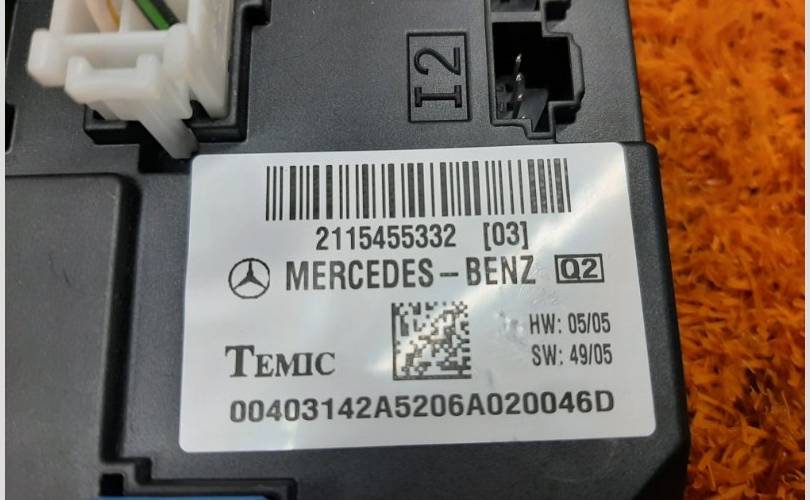 I2
2115455332 [03]
MERCEDES-BENZ Q2
HW: 05/05
TEMIC
SW: 49/05
00403142A5206A020046D